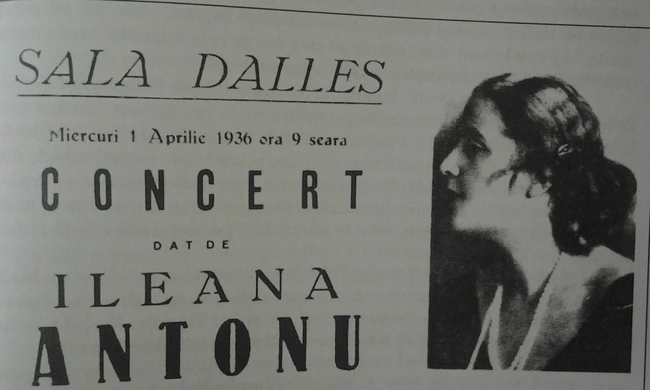 SALA DALLES
Miercuri 1 Aprilie 1936 ora 9 seara
CONCERT
DAT DE
ILEANA
ANTONU